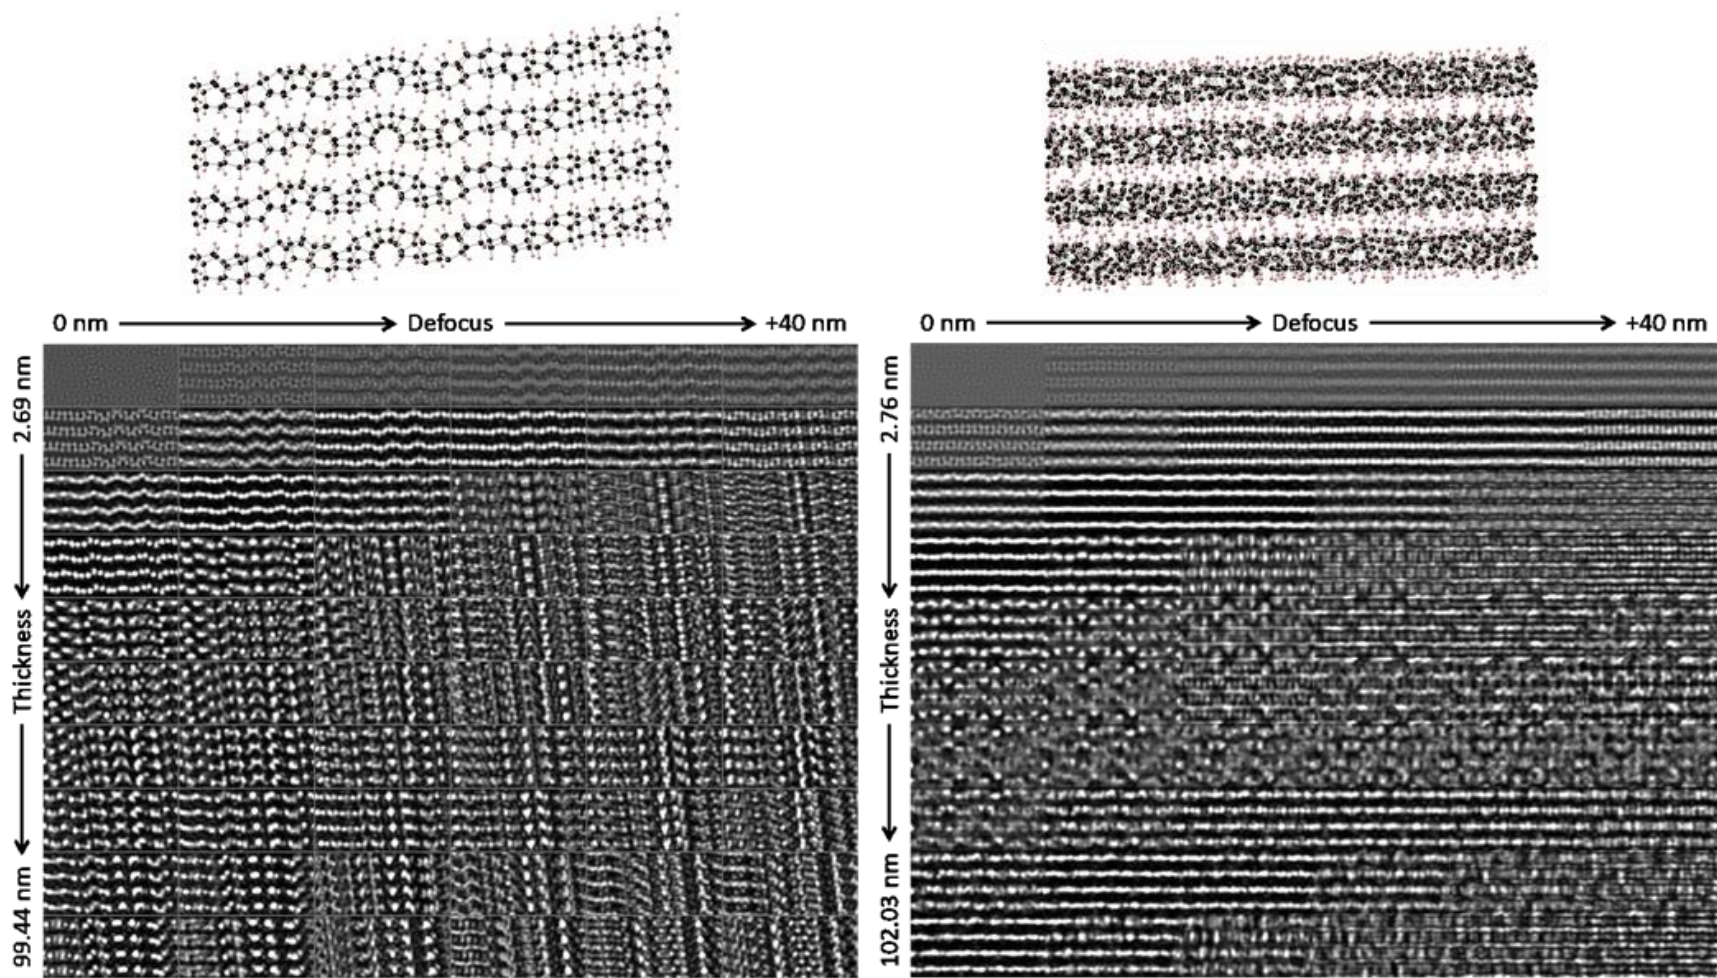 0 nm Defocus +40 nm
2.69 nm Thickness 99.44 nm
0 nm Defocus +40 nm
2.76 nm Thickness 102.03 nm